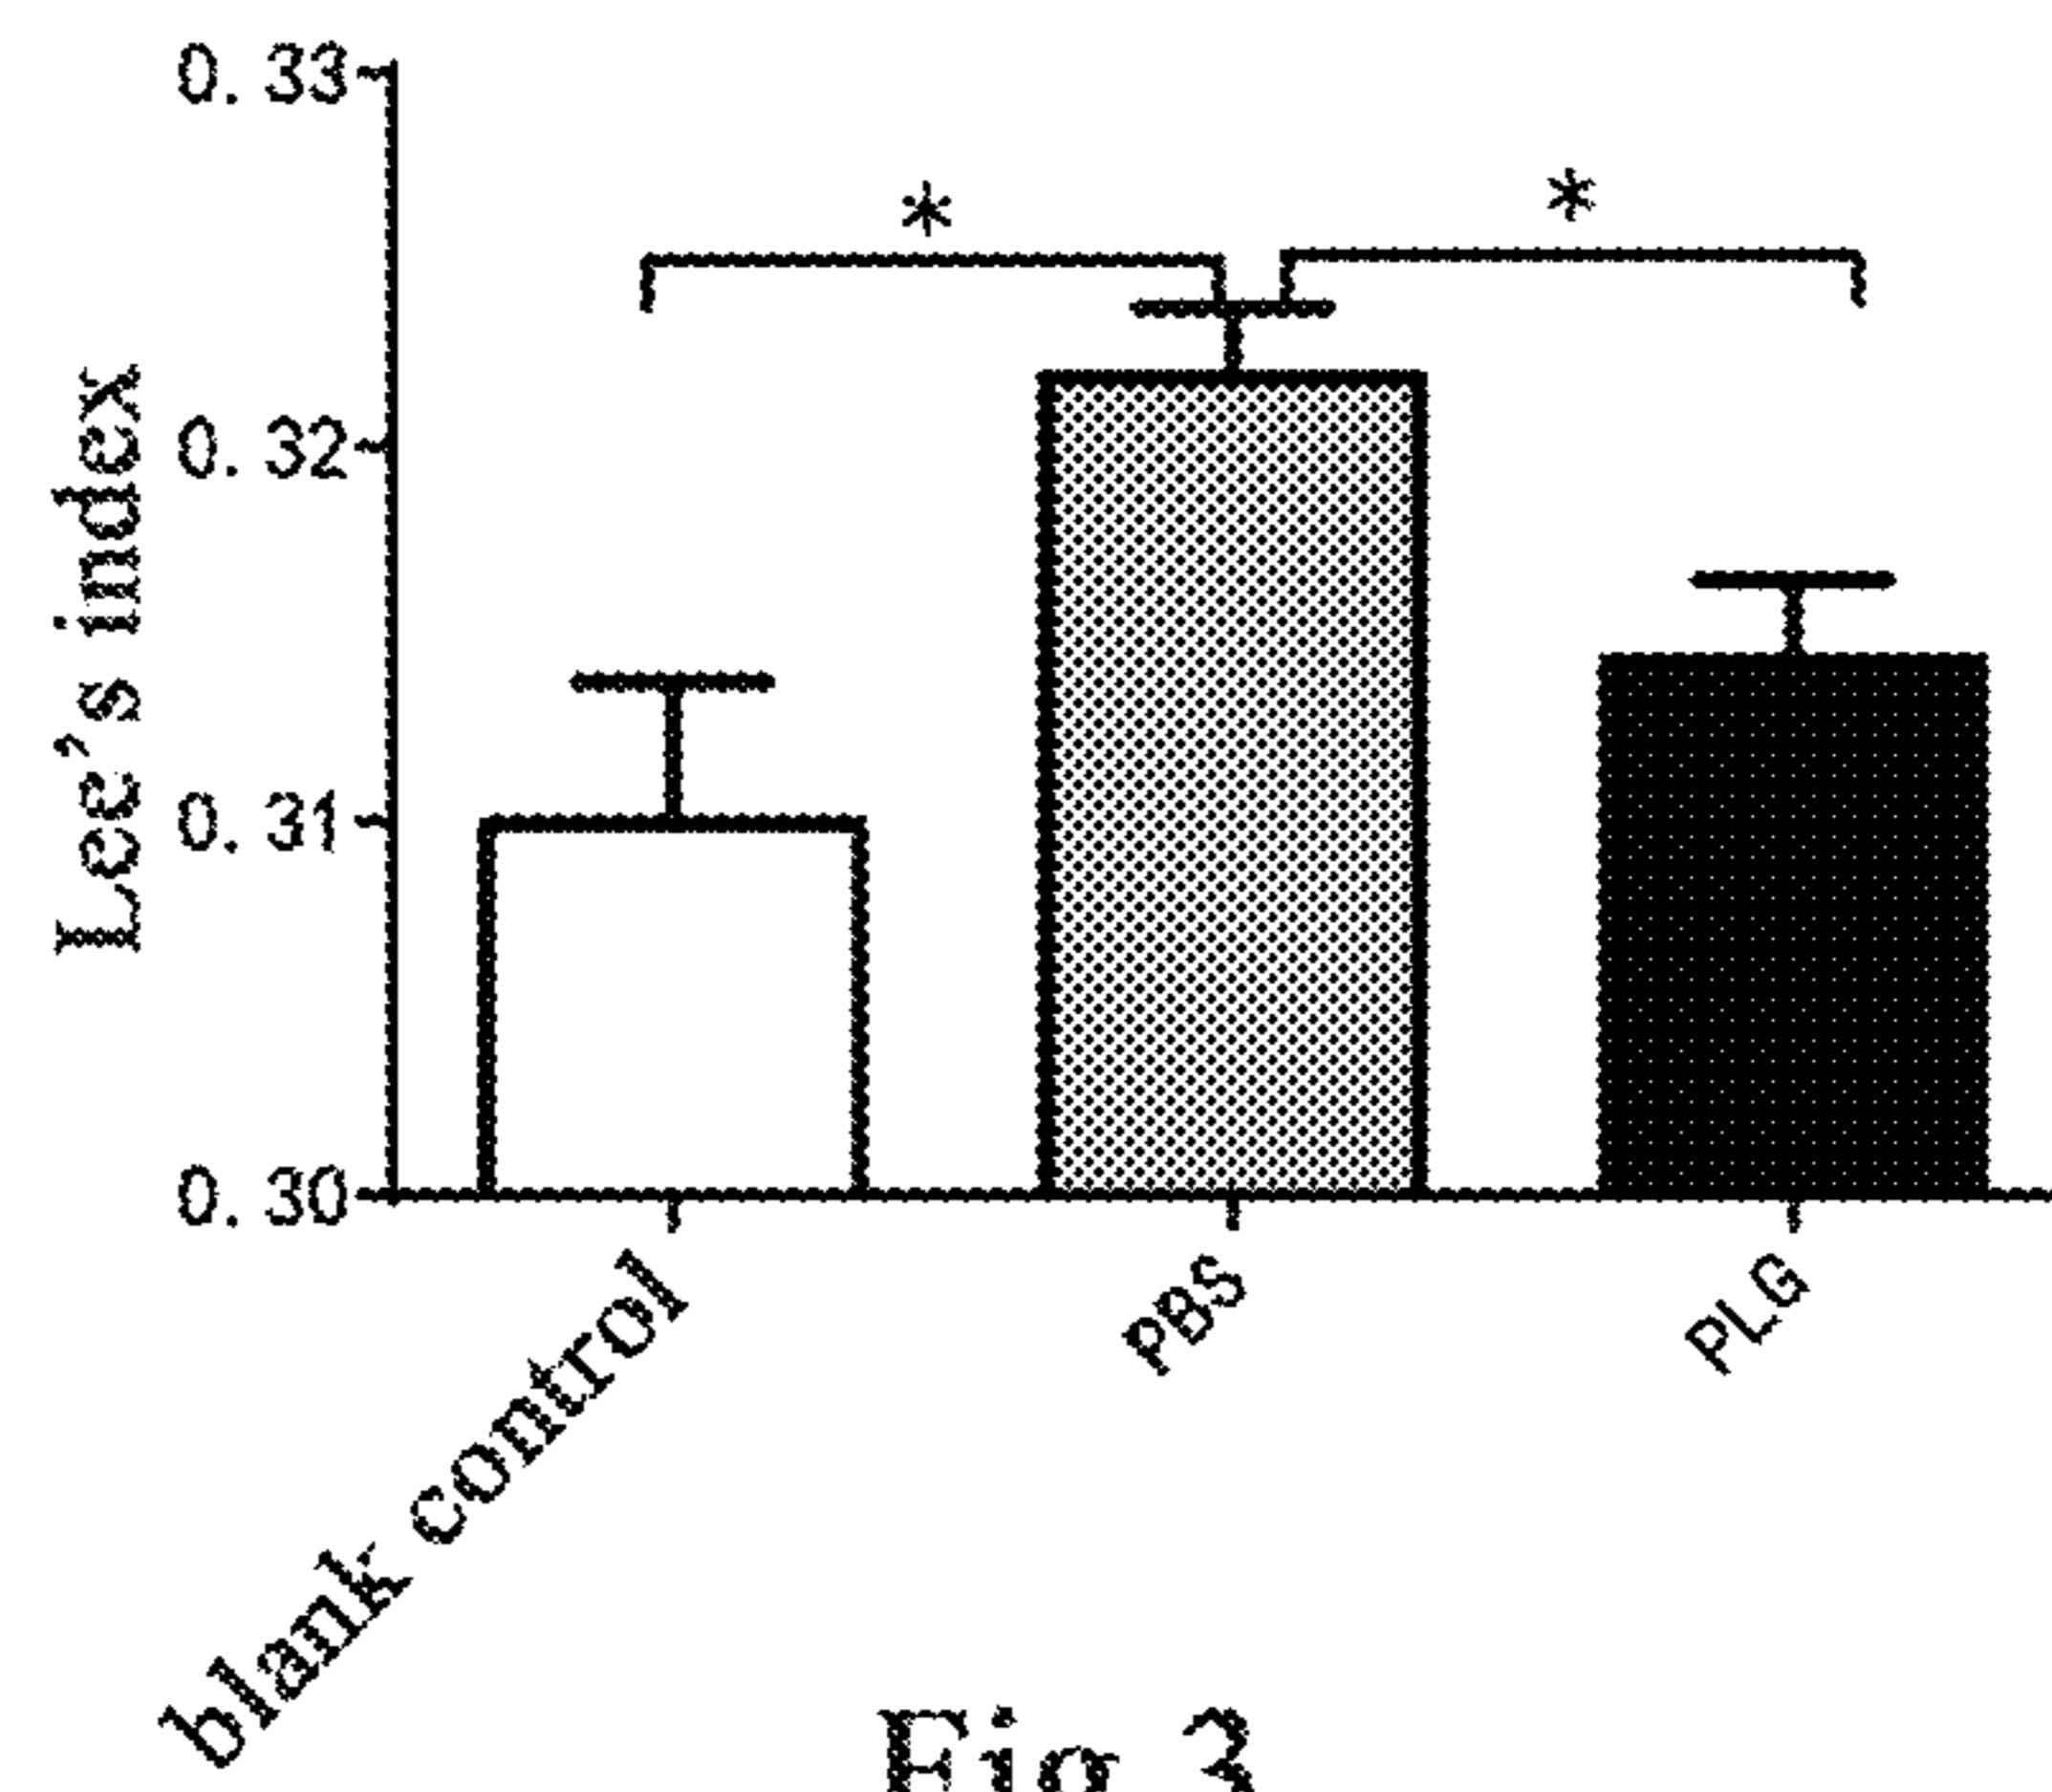 0.33
*
*
0.32
0.31
0.30
Lee's index
blank control
PBS
PLG
Fig 3